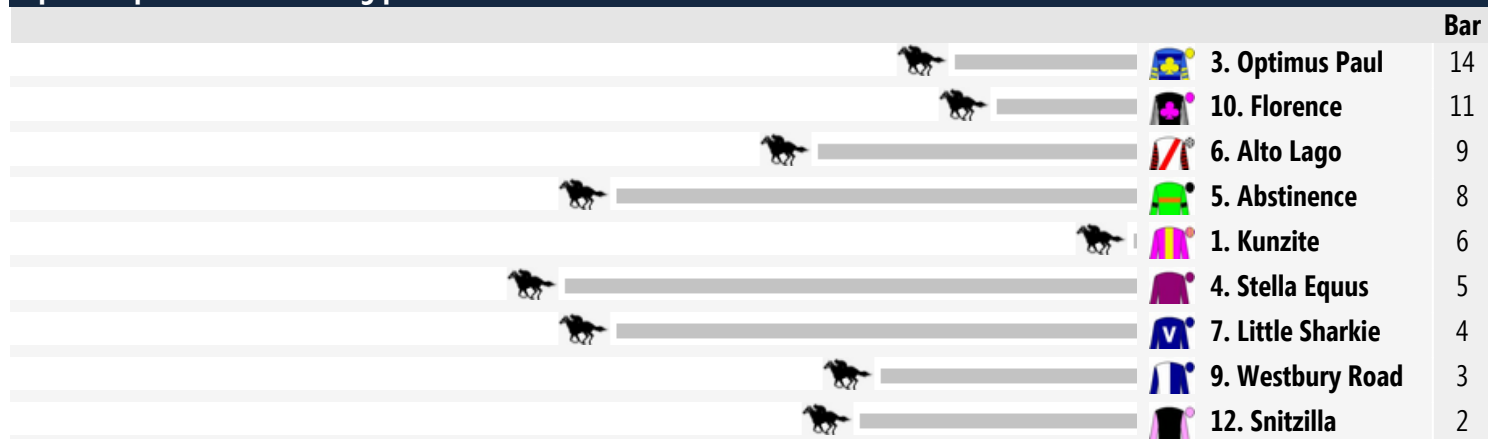 Bar
3. Optimus Paul 14
10. Florence 11
6. Alto Lago 9
5. Abstinence 8
1. Kunzite 6
4. Stella Equus 5
V 7. Little Sharkie 4
9. Westbury Road 3
12. Snitzilla 2